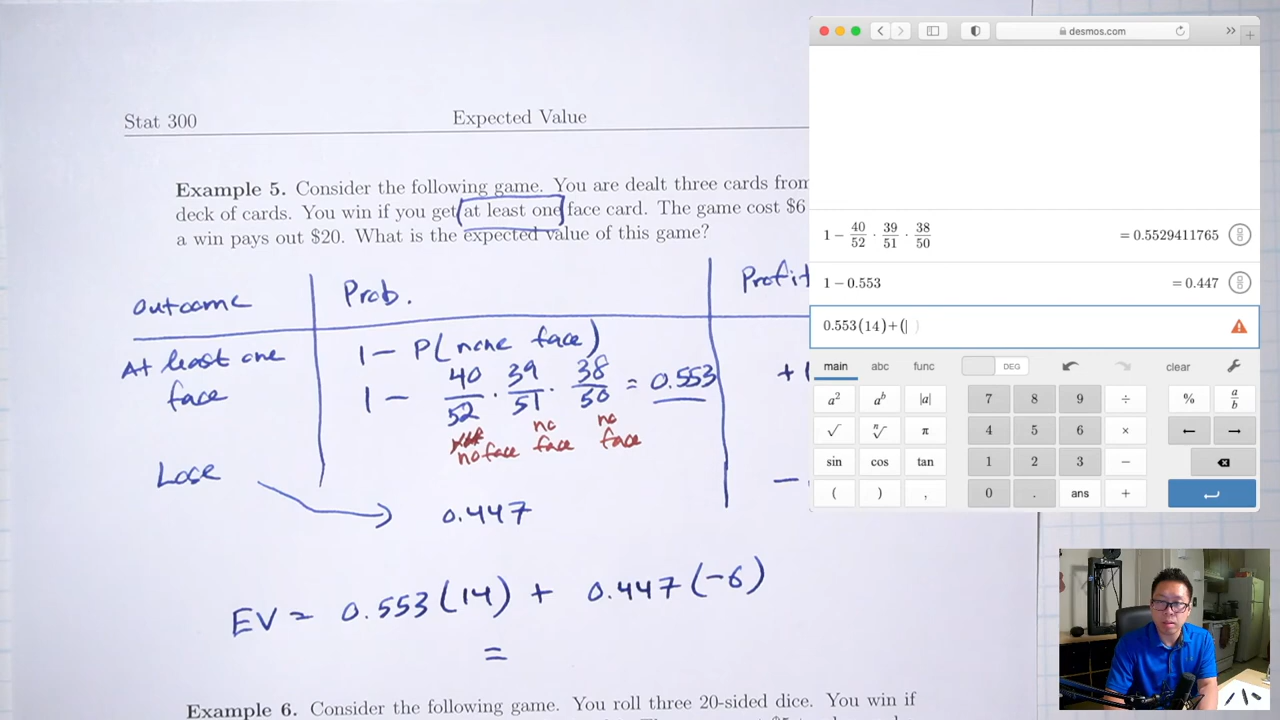 Stat 300 Expected Value
Example 5. Consider the following game. You are dealt three cards from
deck of cards. You win if you get at least one face card. The game cost $6
a win pays out $20. What is the expected value of this game?
Outcome Prob. Profit
At least one
face
1 - P(none face)
1 - 40/52 · 39/51 · 38/50 = 0.553
+1
no face no face no face
Lose
-
0.447
EV = 0.553(14) + 0.447(-6)
=
Example 6. Consider the following game. You roll three 20-sided dice. You win if
desmos.com
1 - 40/52 · 39/51 · 38/50 = 0.5529411765
1 - 0.553 = 0.447
0.553(14)+( )
main abc func DEG clear
a² aᵇ |a| 7 8 9 ÷ % a/b
√ ⁿ√ π 4 5 6 × ← →
sin cos tan 1 2 3 −
( ) , 0 . ans +